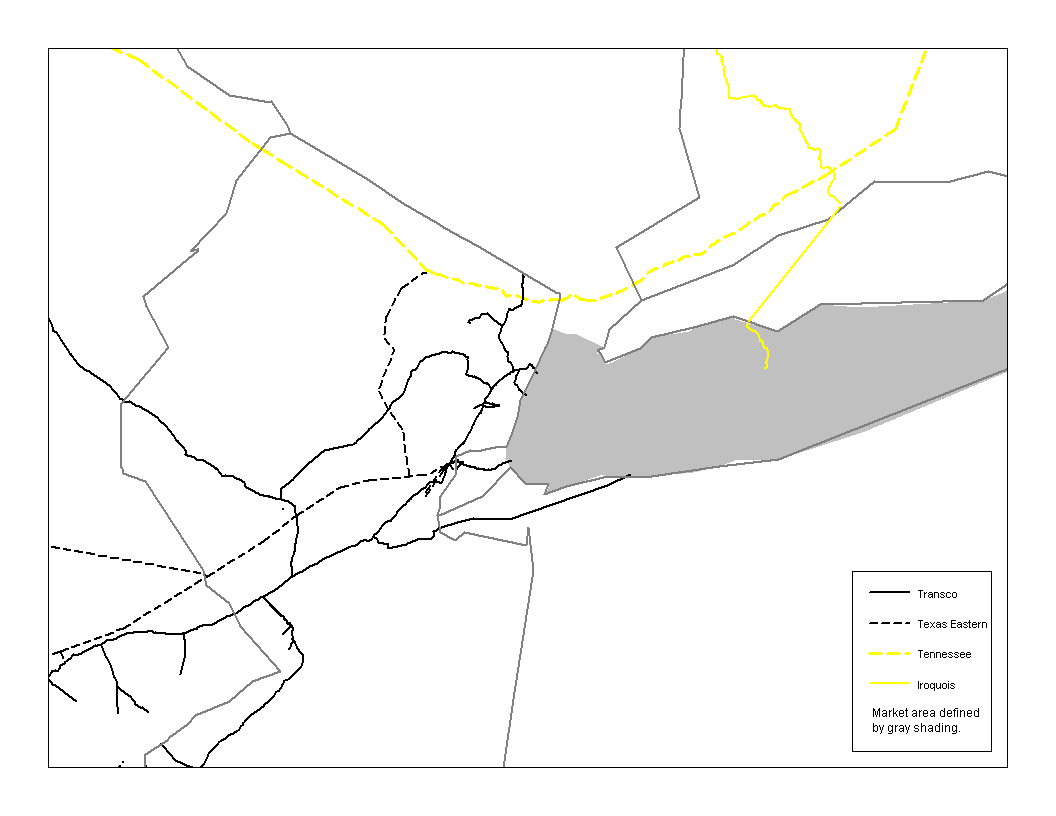 Transco
Texas Eastern
Tennessee
Iroquois
Market area defined
by gray shading.